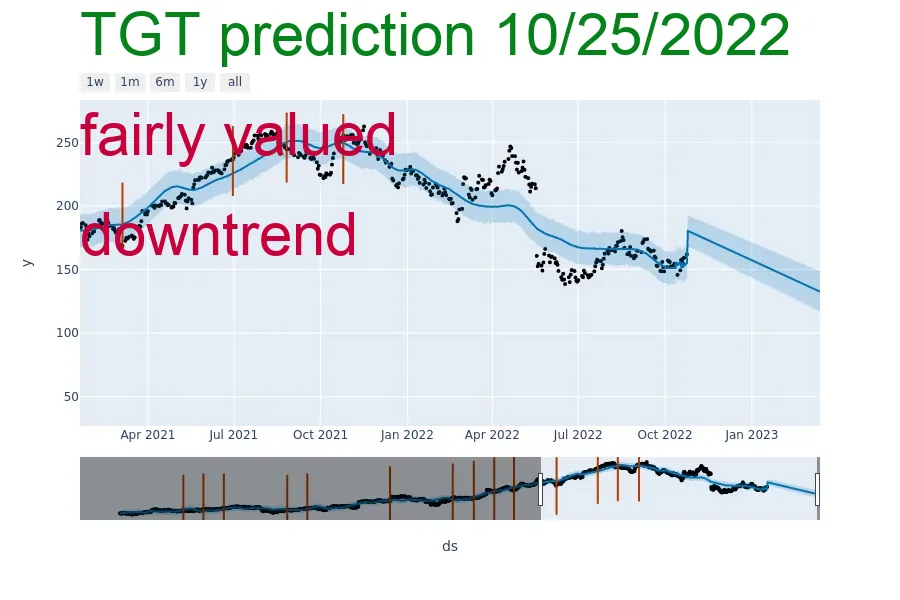 TGT prediction 10/25/2022
1w 1m 6m 1y all
fairly valued
downtrend
250
200
150
100
50
y
Apr 2021 Jul 2021 Oct 2021 Jan 2022 Apr 2022 Jul 2022 Oct 2022 Jan 2023
ds